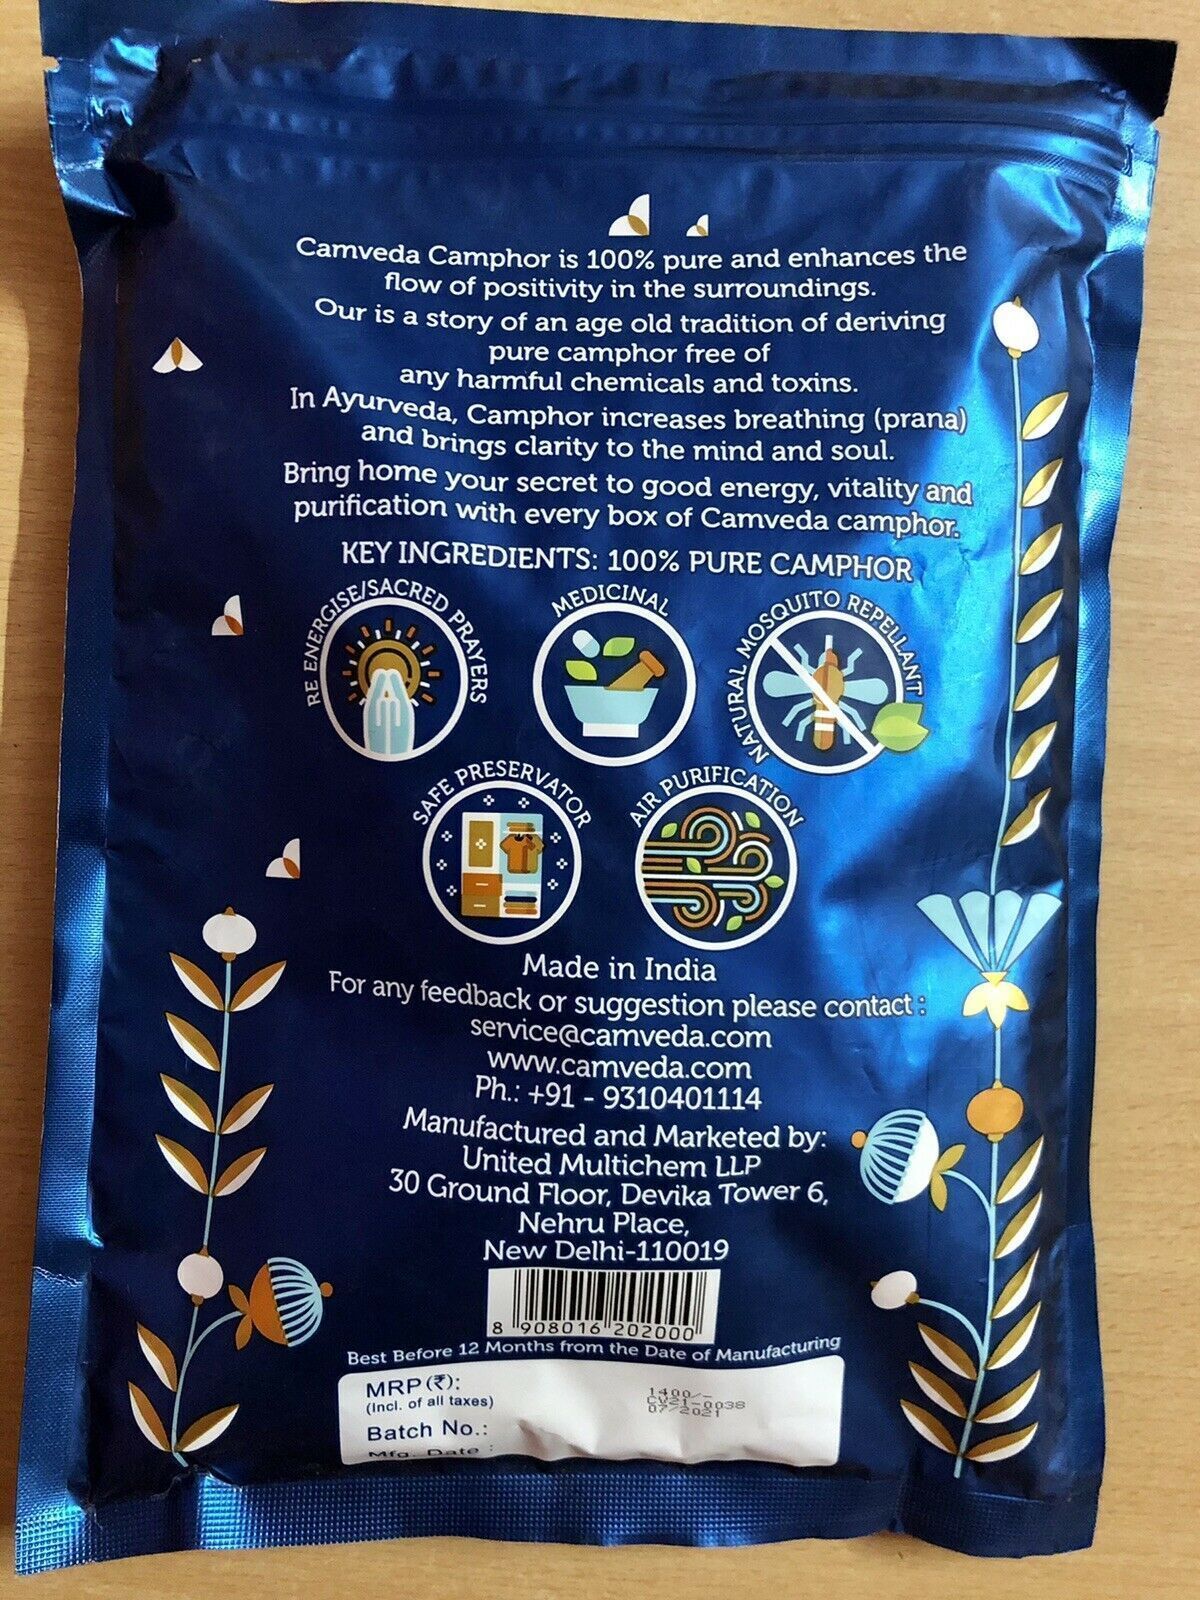 Camveda Camphor is 100% pure and enhances the
flow of positivity in the surroundings.
Our is a story of an age old tradition of deriving
pure camphor free of
any harmful chemicals and toxins.
In Ayurveda, Camphor increases breathing (prana)
and brings clarity to the mind and soul.
Bring home your secret to good energy, vitality and
purification with every box of Camveda camphor.
KEY INGREDIENTS: 100% PURE CAMPHOR
RE ENERGISE/SACRED PRAYERS
MEDICINAL
NATURAL MOSQUITO REPELLANT
SAFE PRESERVATOR
AIR PURIFICATION
Made in India
For any feedback or suggestion please contact :
service@camveda.com
www.camveda.com
Ph.: +91 - 9310401114
Manufactured and Marketed by:
United Multichem LLP
30 Ground Floor, Devika Tower 6,
Nehru Place,
New Delhi-110019
8 908016 202000
Best Before 12 Months from the Date of Manufacturing
MRP (₹): 1400/-
(Incl. of all taxes)
Batch No.: CV21-0038
Mfg. Date : 07/2021